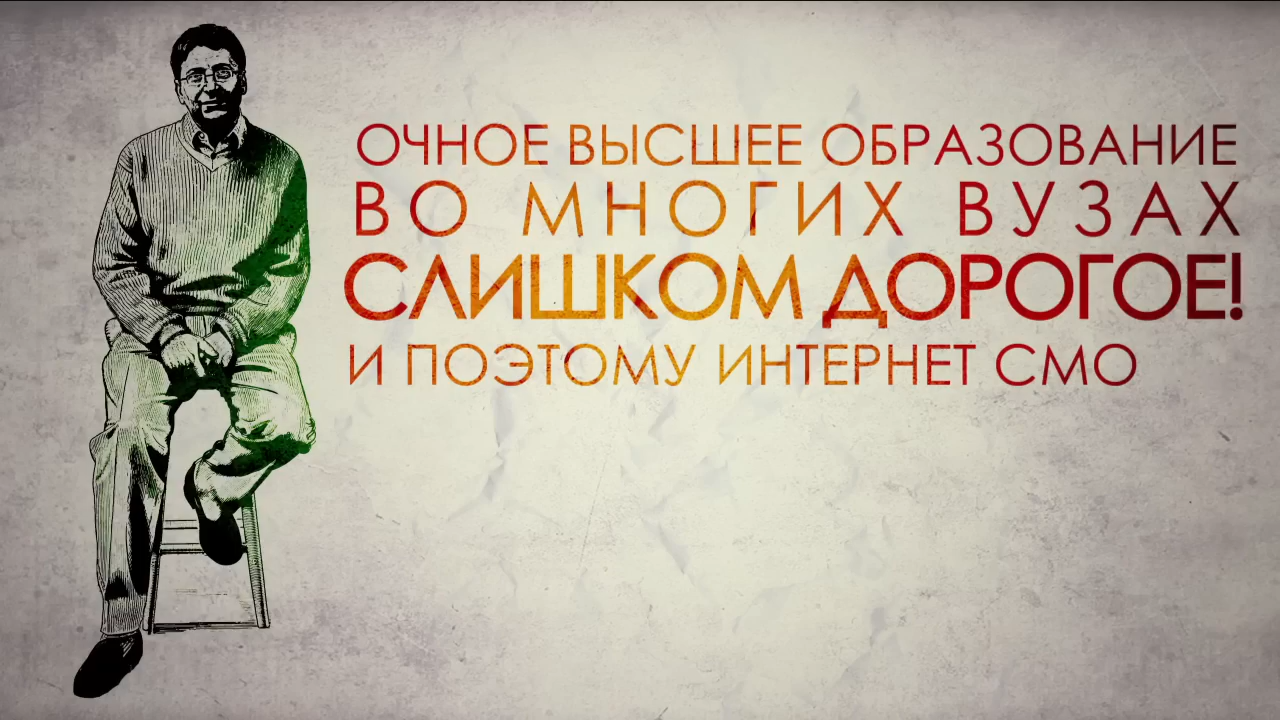 ОЧНОЕ ВЫСШЕЕ ОБРАЗОВАНИЕ
ВО МНОГИХ ВУЗАХ
СЛИШКОМ ДОРОГОЕ!
И ПОЭТОМУ ИНТЕРНЕТ СМО